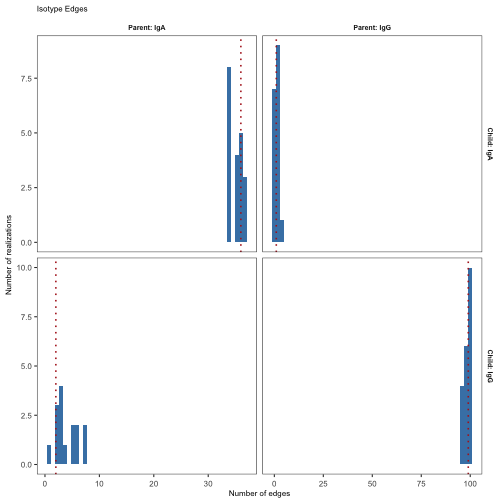 Isotype Edges
Parent: IgA
Parent: IgG
7.5
5.0
2.5
0.0
Child: IgA
Number of realizations
10.0
7.5
5.0
2.5
0.0
Child: IgG
0
10
20
30
0
25
50
75
100
Number of edges